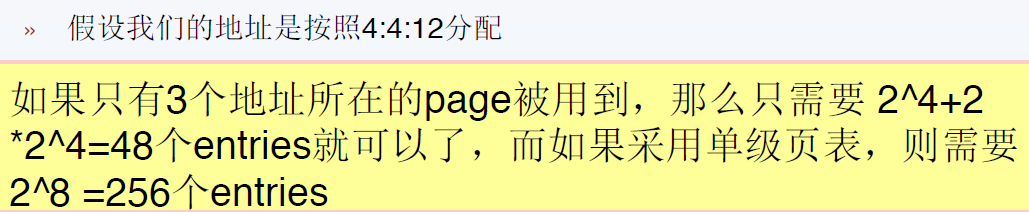 » 假设我们的地址是按照4:4:12分配
如果只有3个地址所在的page被用到，那么只需要 2^4+2
*2^4=48个entries就可以了，而如果采用单级页表，则需要
2^8 =256个entries